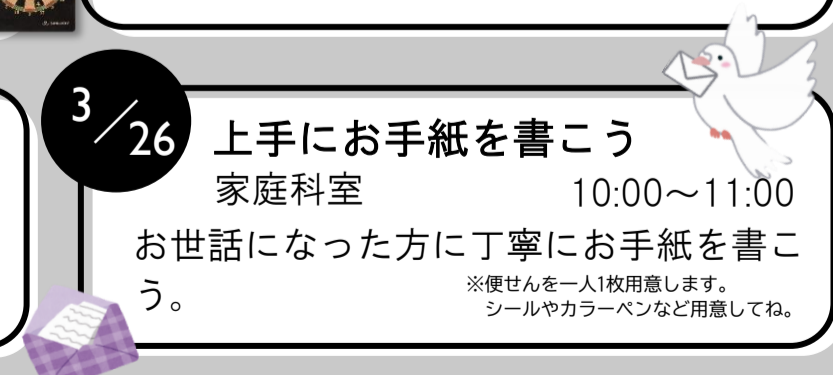 3/26
上手にお手紙を書こう
家庭科室 10:00～11:00
お世話になった方に丁寧にお手紙を書こ
う。
※便せんを一人1枚用意します。
シールやカラーペンなど用意してね。